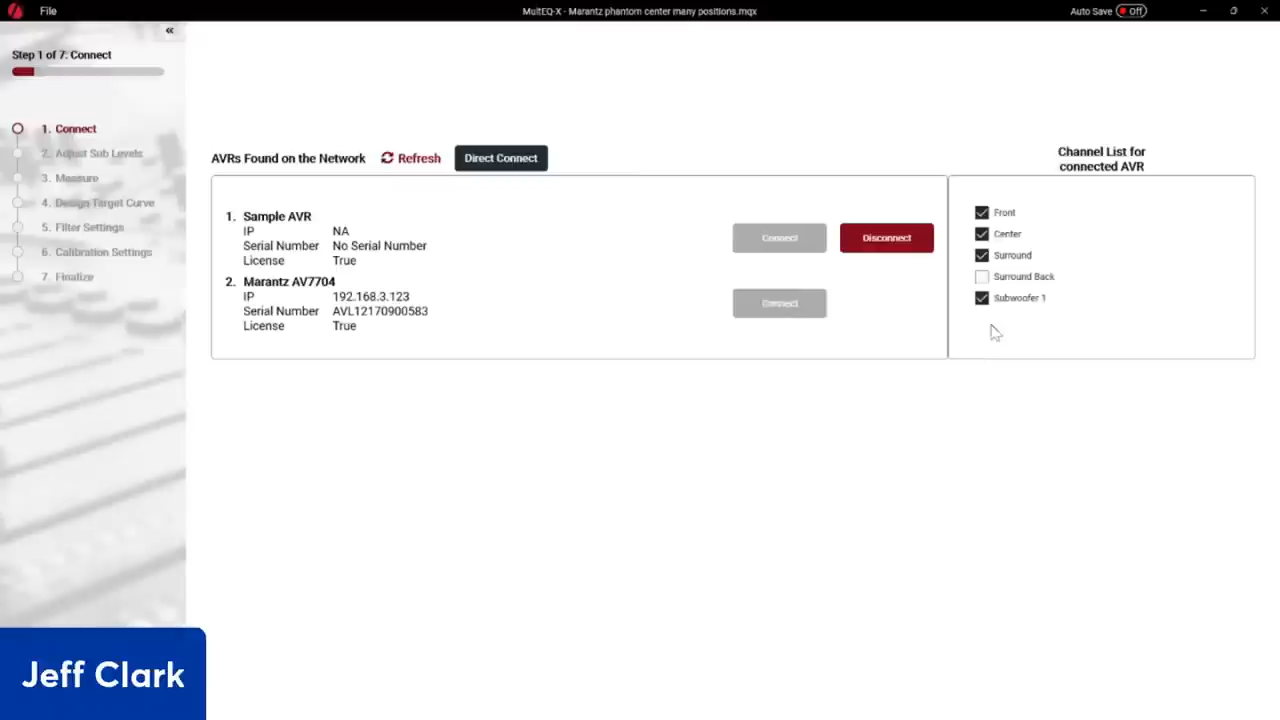 File
MultEQ-X - Marantz phantom center many positions.mqx
Auto Save Off
«
Step 1 of 7: Connect
1. Connect
2. Adjust Sub Levels
3. Measure
4. Design Target Curve
5. Filter Settings
6. Calibration Settings
7. Finalize
AVRs Found on the Network Refresh Direct Connect
Channel List for
connected AVR
1. Sample AVR
IP NA
Serial Number No Serial Number
License True
Connect Disconnect
2. Marantz AV7704
IP 192.168.3.123
Serial Number AVL12170900583
License True
Connect
Front
Center
Surround
Surround Back
Subwoofer 1
Jeff Clark